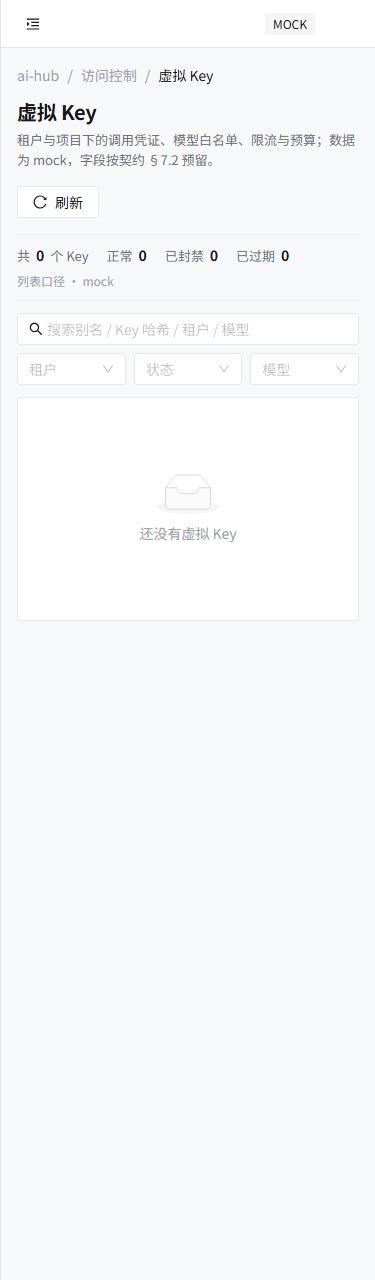 MOCK
ai-hub / 访问控制 / 虚拟 Key
虚拟 Key
租户与项目下的调用凭证、模型白名单、限流与预算；数据
为 mock，字段按契约 §7.2 预留。
刷新
共 0 个 Key 正常 0 已封禁 0 已过期 0
列表口径 · mock
搜索别名 / Key 哈希 / 租户 / 模型
租户 状态 模型
还没有虚拟 Key